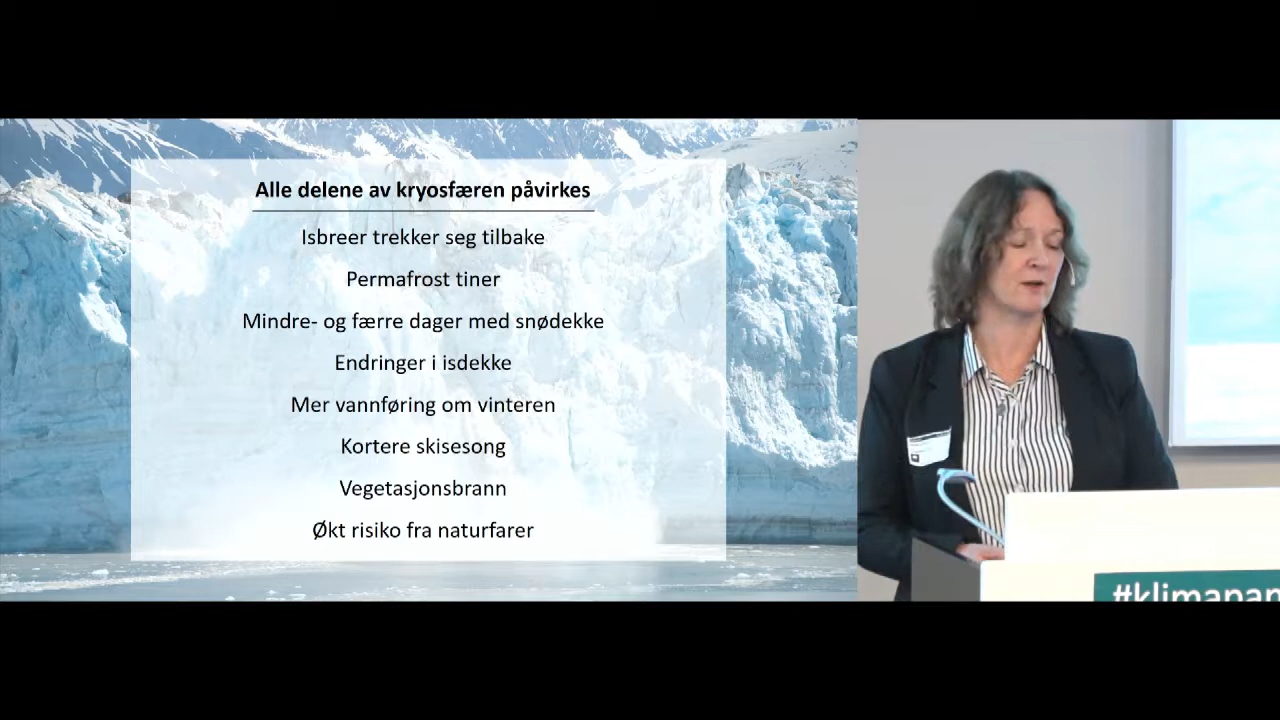 Alle delene av kryosfæren påvirkes
Isbreer trekker seg tilbake
Permafrost tiner
Mindre- og færre dager med snødekke
Endringer i isdekke
Mer vannføring om vinteren
Kortere skisesong
Vegetasjonsbrann
Økt risiko fra naturfarer
#klimapan